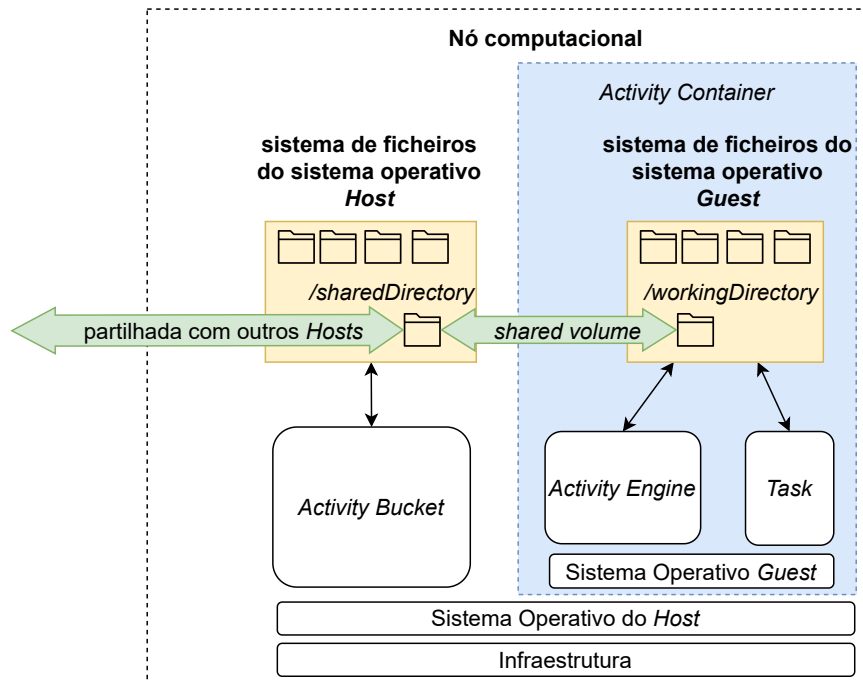 Nó computacional
Activity Container
sistema de ficheiros
do sistema operativo
Host
sistema de ficheiros do
sistema operativo
Guest
/sharedDirectory
/workingDirectory
partilhada com outros Hosts
shared volume
Activity Bucket
Activity Engine
Task
Sistema Operativo Guest
Sistema Operativo do Host
Infraestrutura